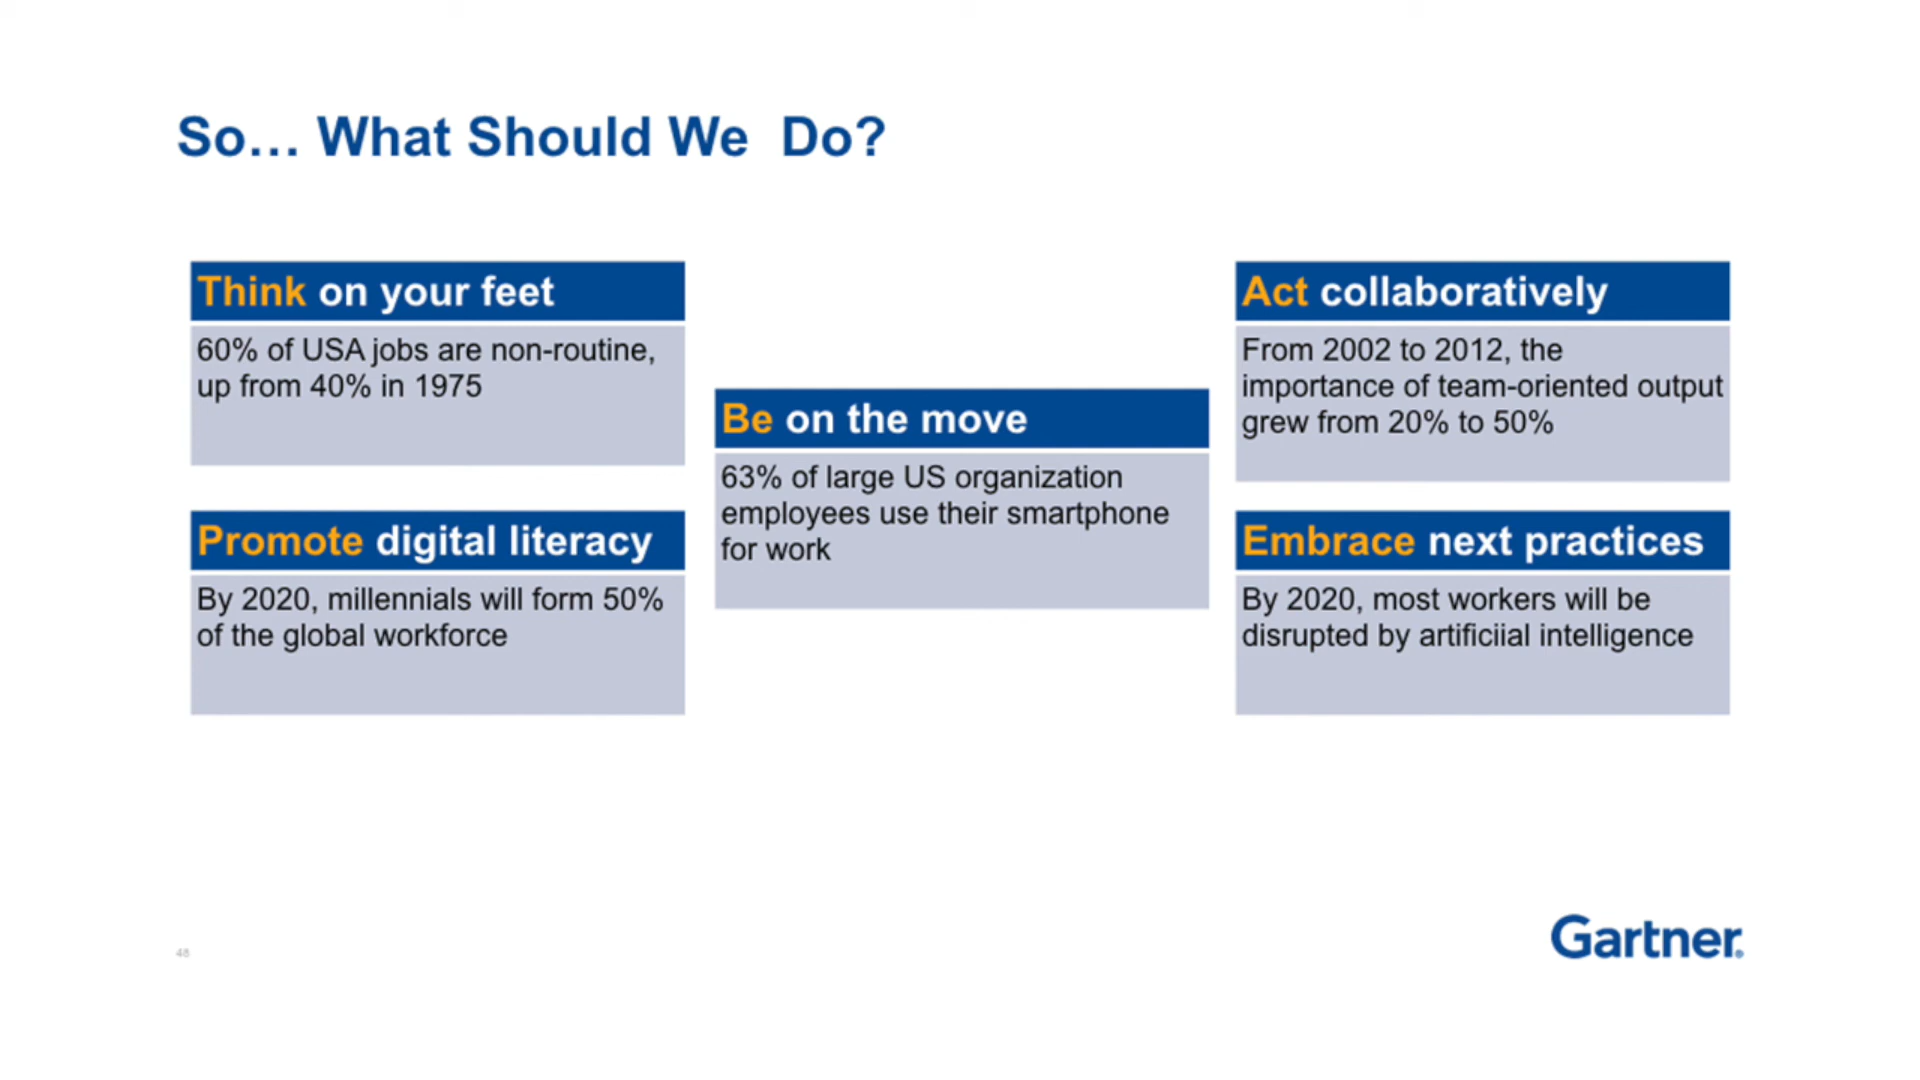 So… What Should We  Do?
Think on your feet
60% of USA jobs are non-routine,
up from 40% in 1975
Promote digital literacy
By 2020, millennials will form 50%
of the global workforce
Be on the move
63% of large US organization
employees use their smartphone
for work
Act collaboratively
From 2002 to 2012, the
importance of team-oriented output
grew from 20% to 50%
Embrace next practices
By 2020, most workers will be
disrupted by artificiial intelligence
48
Gartner®